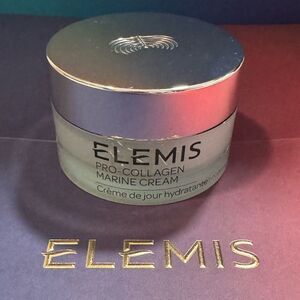 ELEMIS
PRO-COLLAGEN
MARINE CREAM
Crème de jour hydratante
ELEMIS